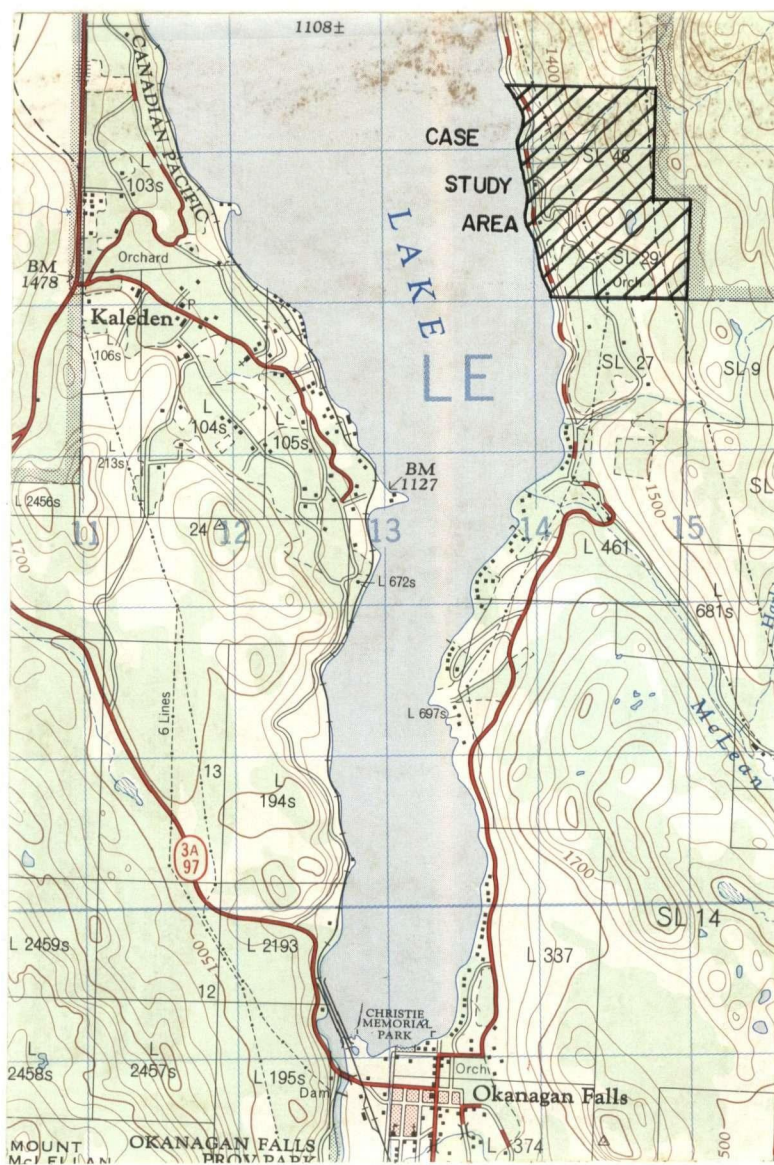 1108±
CANADIAN PACIFIC
1400
CASE
STUDY
AREA
SL 48
L
103s
LAKE
Orchard
BM
1478
SL 29
Orch
P
Kaleden
L
106s
LE
SL 27
SL 9
L
104s
L
105s
L
213s
BM
1127
1500
SL
L 2456s
24
11
12
13
14
15
1700
L 461
L 672s
L
681s
6 Lines
L 697s
McLean
13
L
194s
3A
97
1700
SL 14
L 2459s
L 2193
1500
L 337
12
CHRISTIE
MEMORIAL
PARK
L
2458s
L
2457s
L 195s
Dam
Orch
Okanagan Falls
MOUNT
McLELLAN
OKANAGAN FALLS
PROV PARK
L 374
500